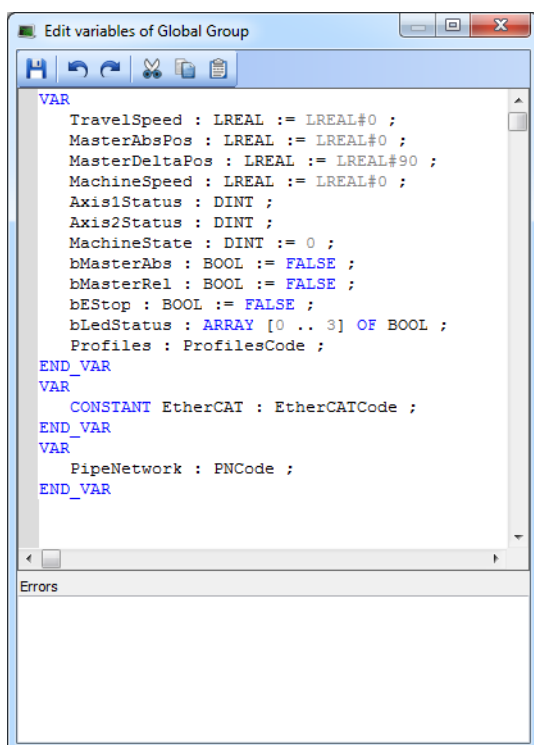 Edit variables of Global Group
VAR
TravelSpeed : LREAL := LREAL#0 ;
MasterAbsPos : LREAL := LREAL#0 ;
MasterDeltaPos : LREAL := LREAL#90 ;
MachineSpeed : LREAL := LREAL#0 ;
Axis1Status : DINT ;
Axis2Status : DINT ;
MachineState : DINT := 0 ;
bMasterAbs : BOOL := FALSE ;
bMasterRel : BOOL := FALSE ;
bEStop : BOOL := FALSE ;
bLedStatus : ARRAY [0 .. 3] OF BOOL ;
Profiles : ProfilesCode ;
END_VAR
VAR
CONSTANT EtherCAT : EtherCATCode ;
END_VAR
VAR
PipeNetwork : PNCode ;
END_VAR
Errors